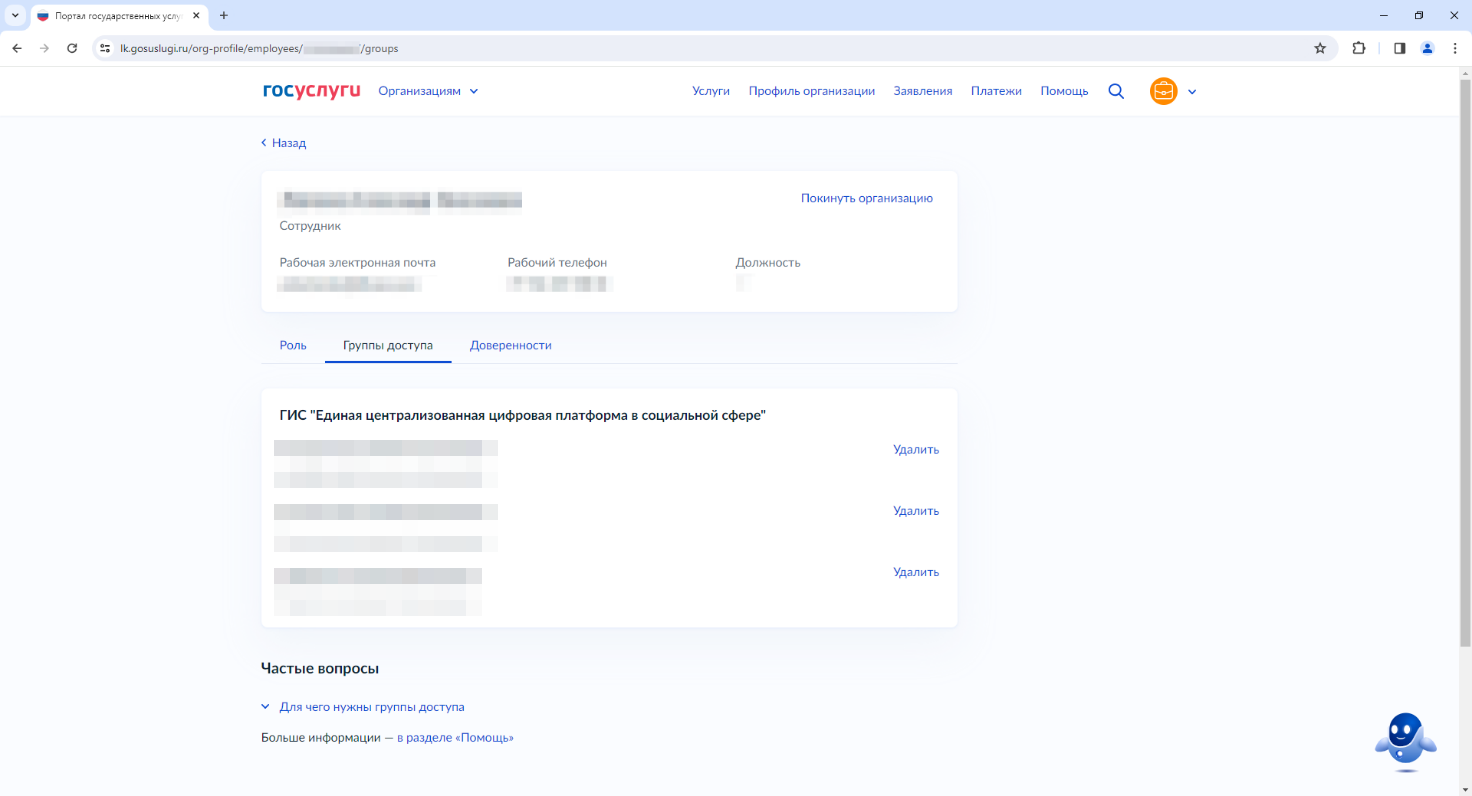 Портал государственных услу
lk.gosuslugi.ru/org-profile/employees/ /groups
госуслуги Организациям Услуги Профиль организации Заявления Платежи Помощь
Назад
Покинуть организацию
Сотрудник
Рабочая электронная почта Рабочий телефон Должность
Роль Группы доступа Доверенности
ГИС "Единая централизованная цифровая платформа в социальной сфере"
Удалить
Удалить
Удалить
Частые вопросы
Для чего нужны группы доступа
Больше информации — в разделе «Помощь»